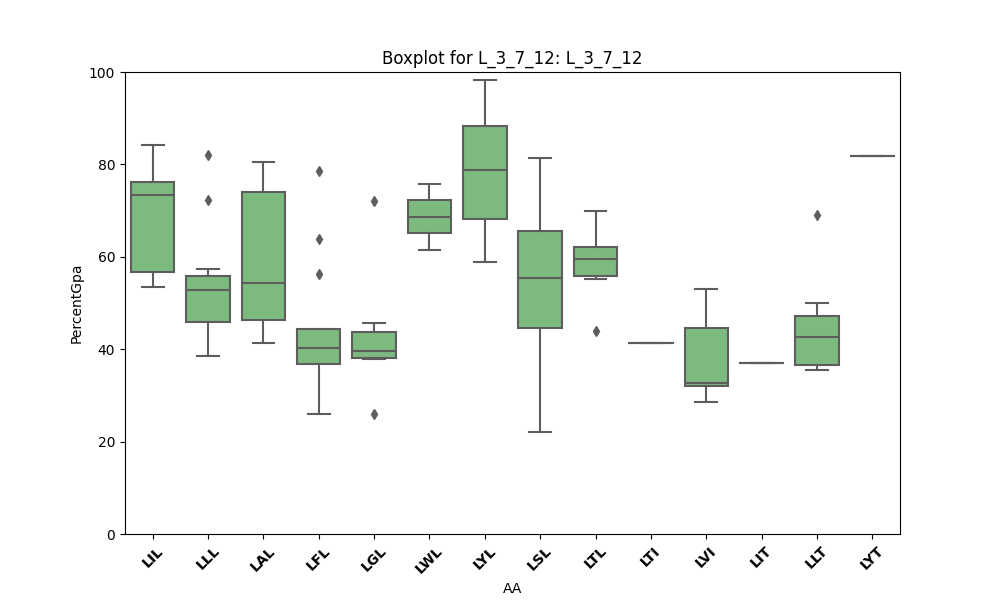 Boxplot for L_3_7_12: L_3_7_12
PercentGpa
100
80
60
40
20
0
LIL LLL LAL LFL LGL LWL LYL LSL LTL LTI LVI LIT LLT LYT
AA